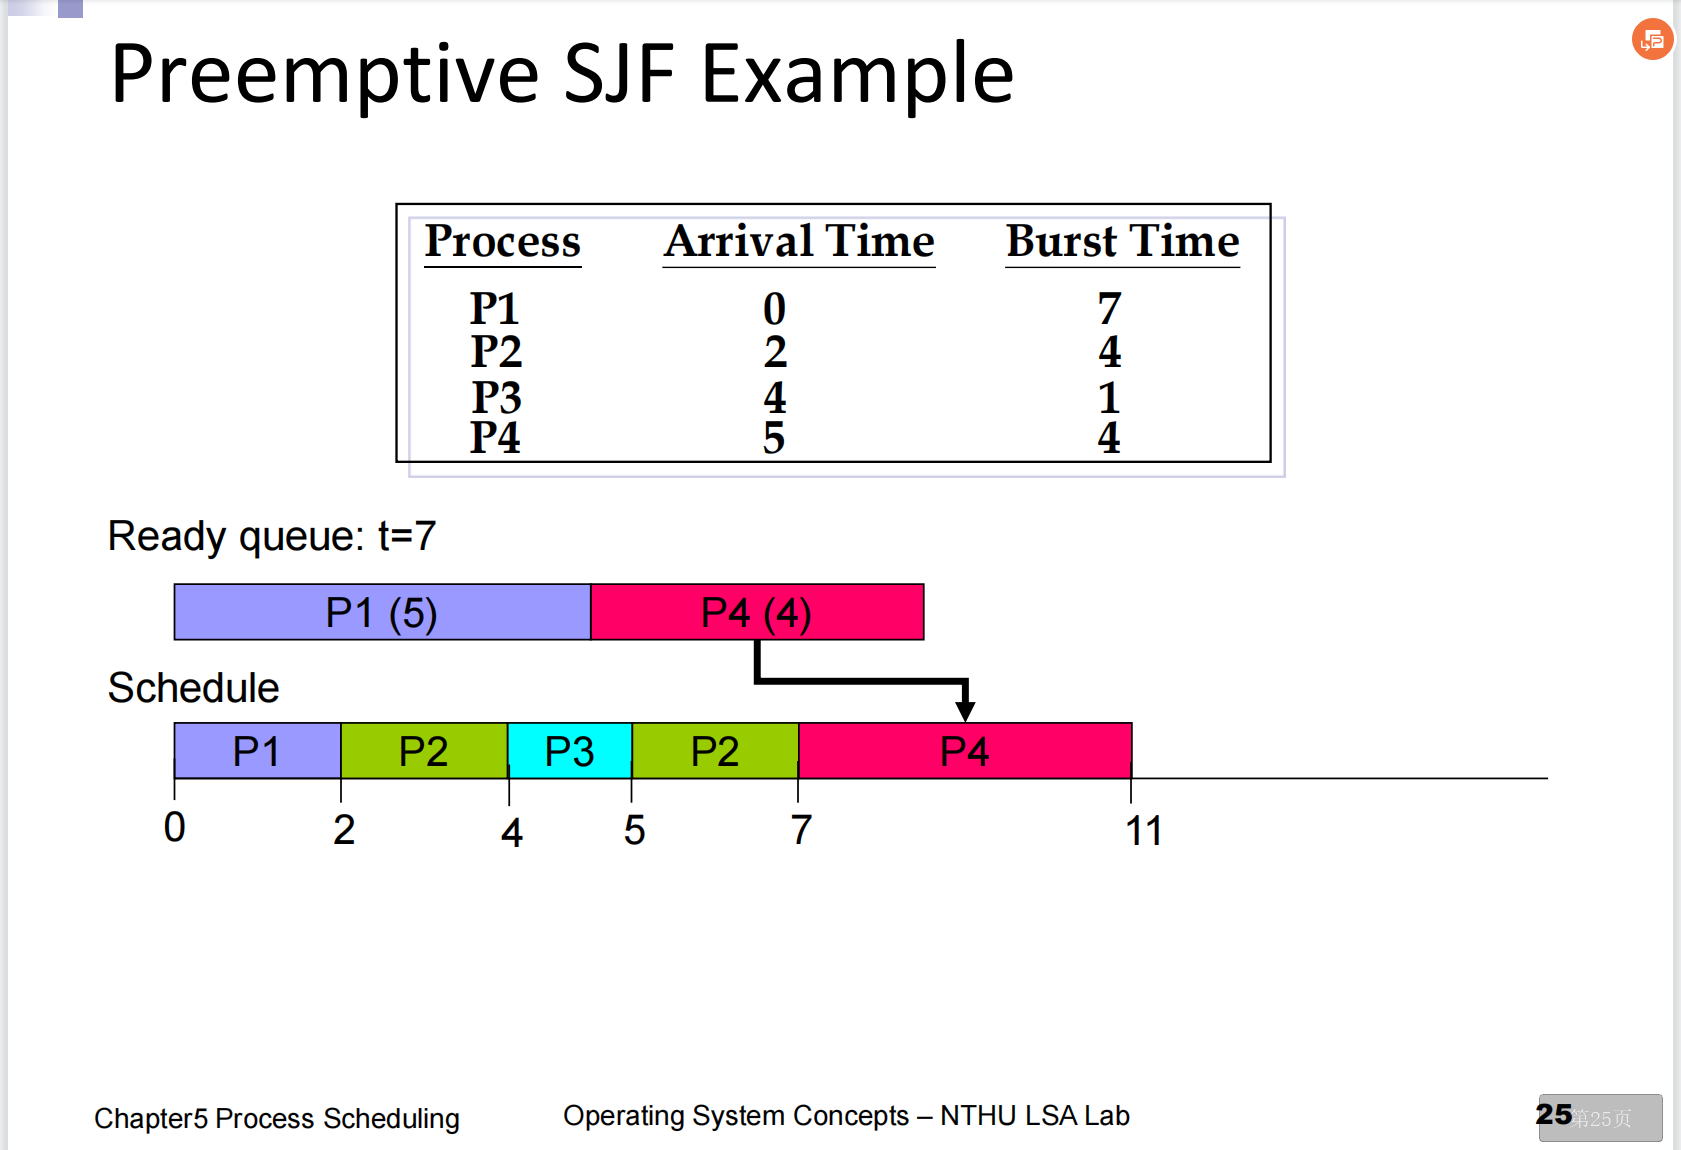 Preemptive SJF Example
Process Arrival Time Burst Time
P1 0 7
P2 2 4
P3 4 1
P4 5 4
Ready queue: t=7
P1 (5) P4 (4)
Schedule
P1 P2 P3 P2 P4
0 2 4 5 7 11
Chapter5 Process Scheduling Operating System Concepts – NTHU LSA Lab 25 第25页